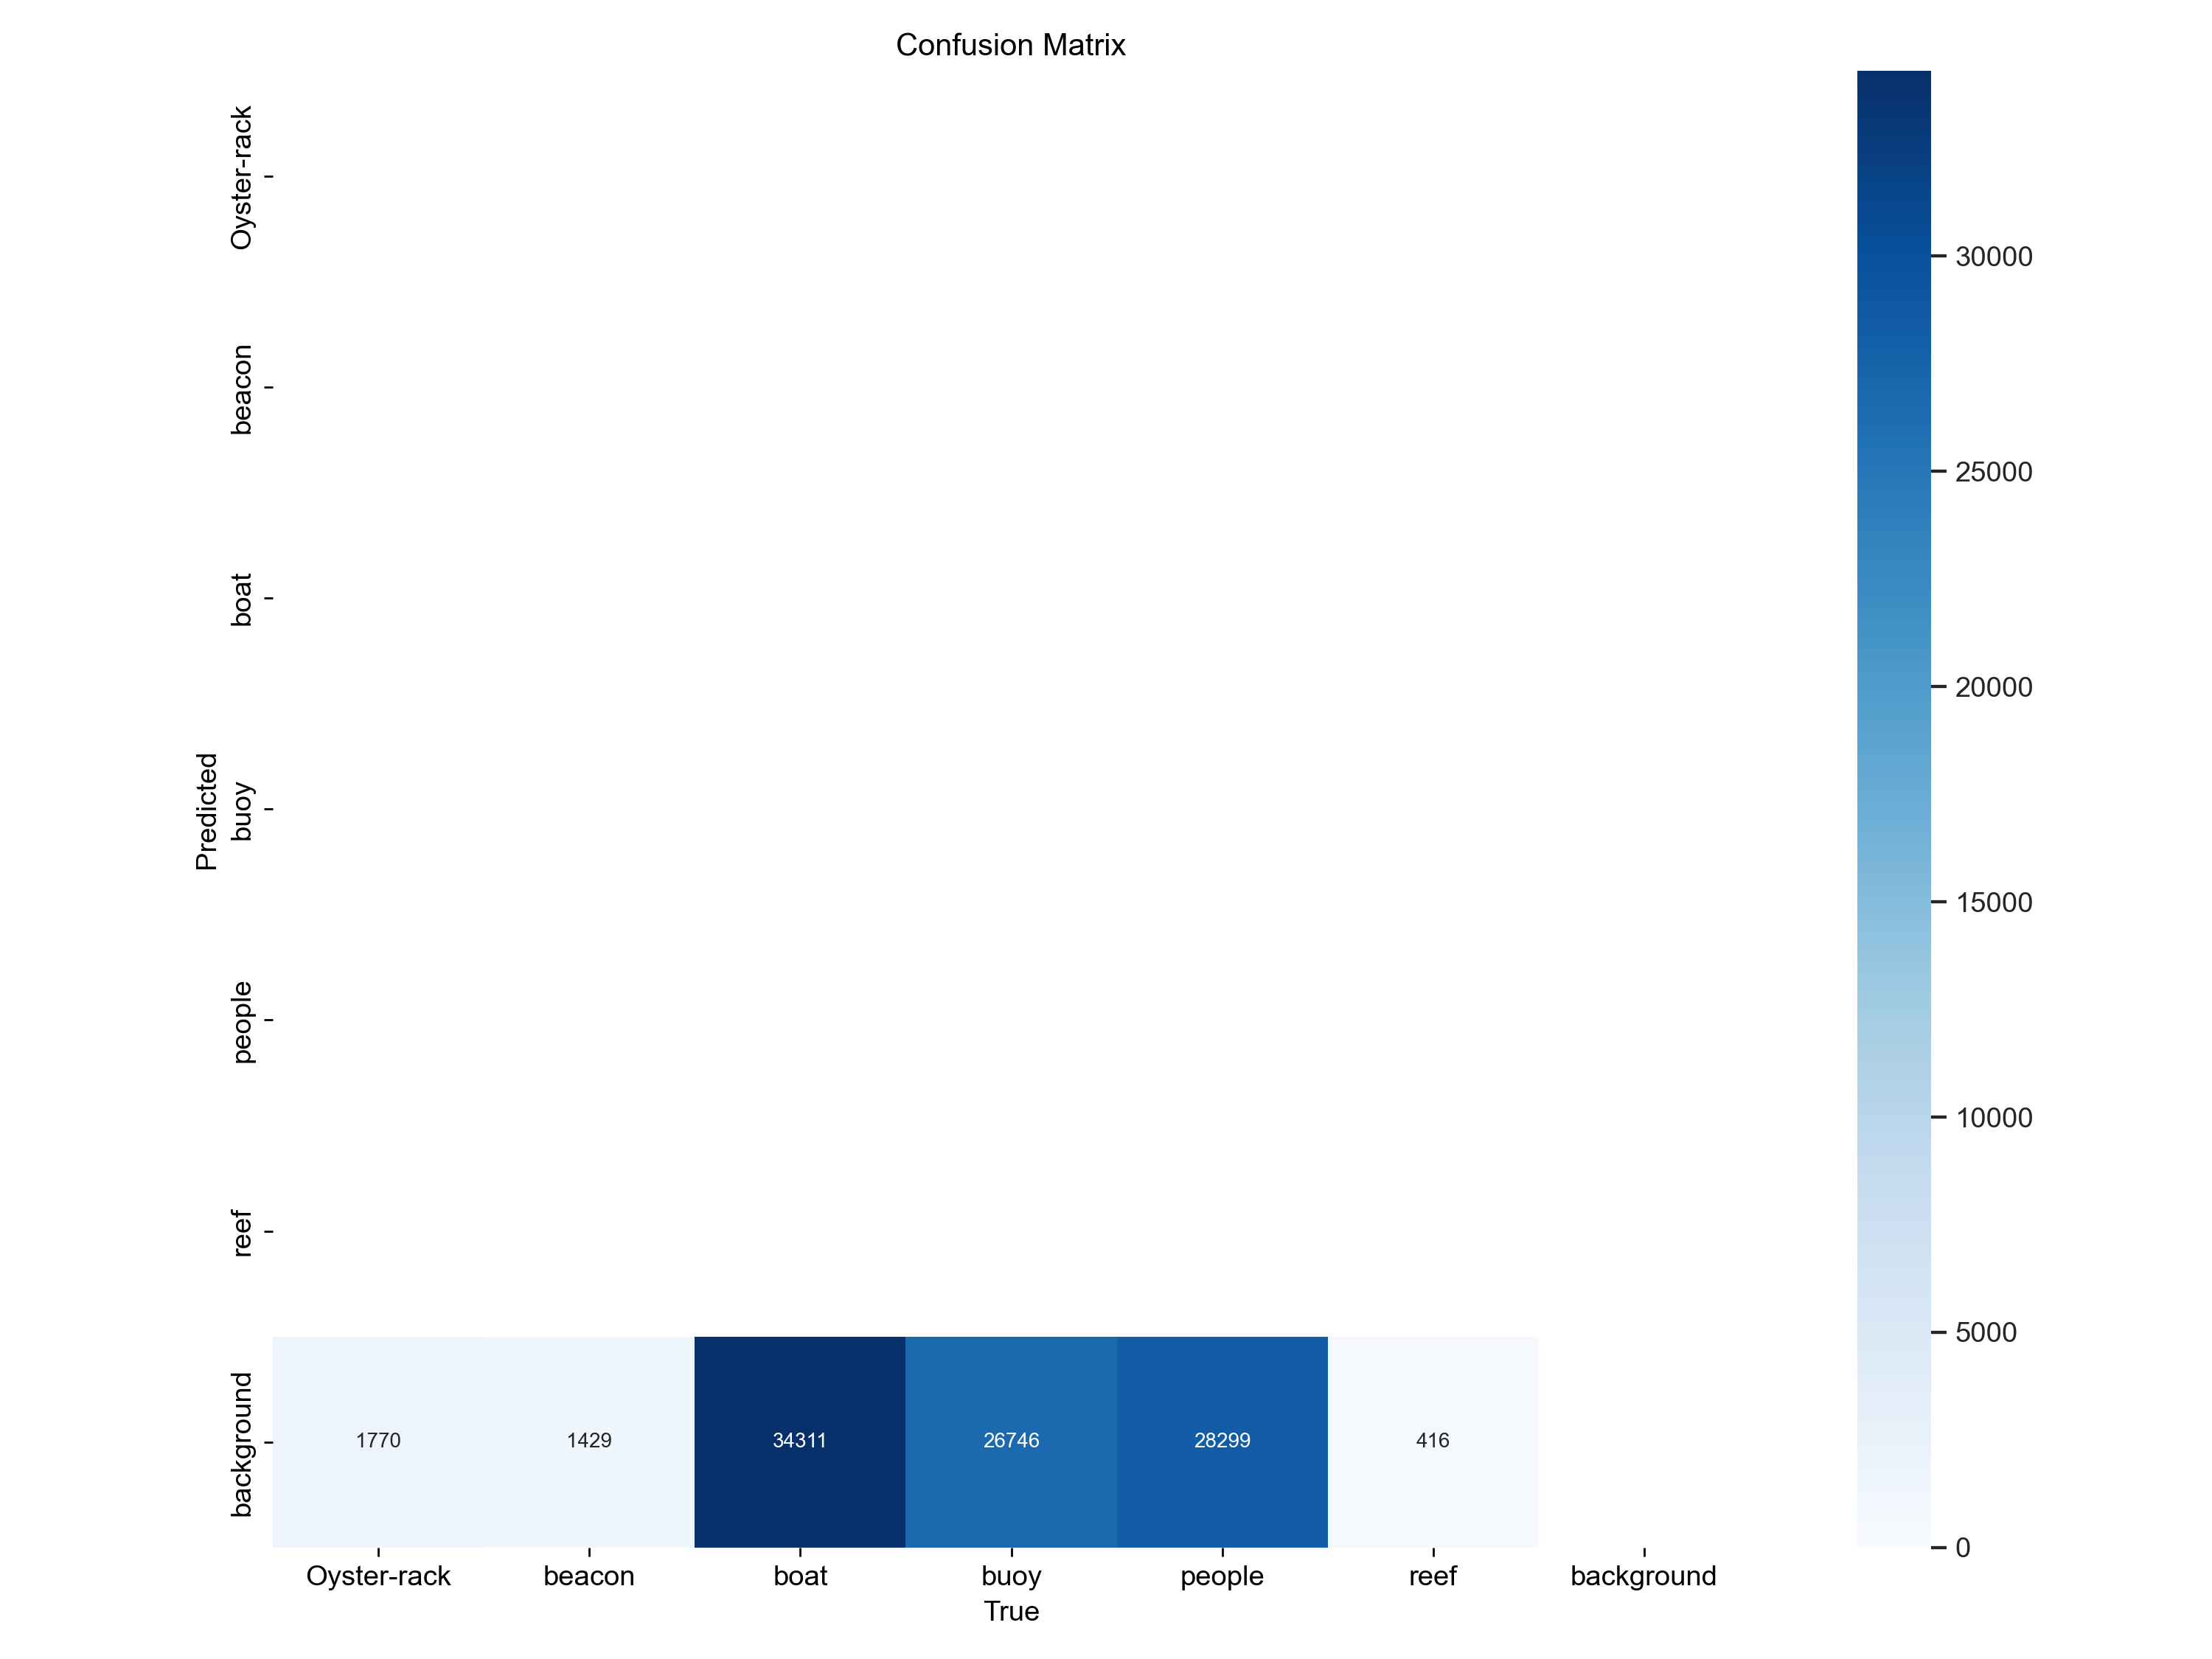 Confusion Matrix
Oyster-rack
beacon
boat
buoy
people
reef
background
Predicted
1770 1429 34311 26746 28299 416
Oyster-rack beacon boat buoy people reef background
True
30000
25000
20000
15000
10000
5000
0